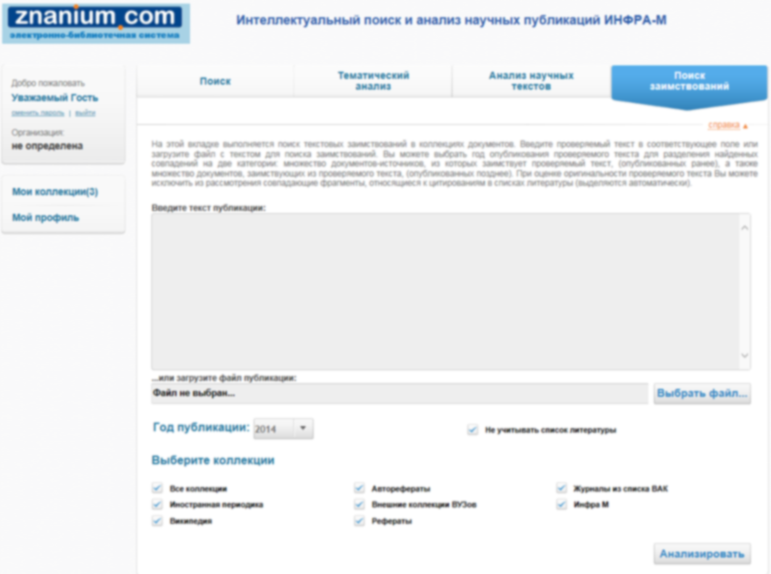 znanium.com
электронно-библиотечная система
Интеллектуальный поиск и анализ научных публикаций ИНФРА-М
Добро пожаловать
Уважаемый Гость
сменить пароль | выйти
Организация:
не определена
Мои коллекции(3)
Мой профиль
Поиск
Тематический
анализ
Анализ научных
текстов
Поиск
заимствований
справка ▲
На этой вкладке выполняется поиск текстовых заимствований в коллекциях документов. Введите проверяемый текст в соответствующее поле или
загрузите файл с текстом для поиска заимствований. Вы можете выбрать год опубликования проверяемого текста для разделения найденных
совпадений на две категории: множество документов-источников, из которых заимствует проверяемый текст, (опубликованных ранее), а также
множество документов, заимствующих из проверяемого текста, (опубликованных позднее). При оценке оригинальности проверяемого текста Вы можете
исключить из рассмотрения совпадающие фрагменты, относящиеся к цитированиям в списках литературы (выделяются автоматически).
Введите текст публикации:
...или загрузите файл публикации:
Файл не выбран...
Выбрать файл...
Год публикации: 2014
Не учитывать список литературы
Выберите коллекции
Все коллекции
Авторефераты
Журналы из списка ВАК
Иностранная периодика
Внешние коллекции ВУЗов
Инфра М
Википедия
Рефераты
Анализировать